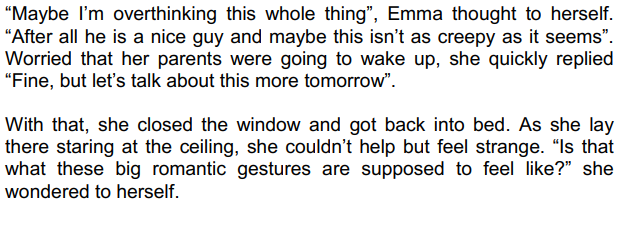 “Maybe I’m overthinking this whole thing”, Emma thought to herself.
“After all he is a nice guy and maybe this isn’t as creepy as it seems”.
Worried that her parents were going to wake up, she quickly replied
“Fine, but let’s talk about this more tomorrow”.
With that, she closed the window and got back into bed. As she lay
there staring at the ceiling, she couldn’t help but feel strange. “Is that
what these big romantic gestures are supposed to feel like?” she
wondered to herself.